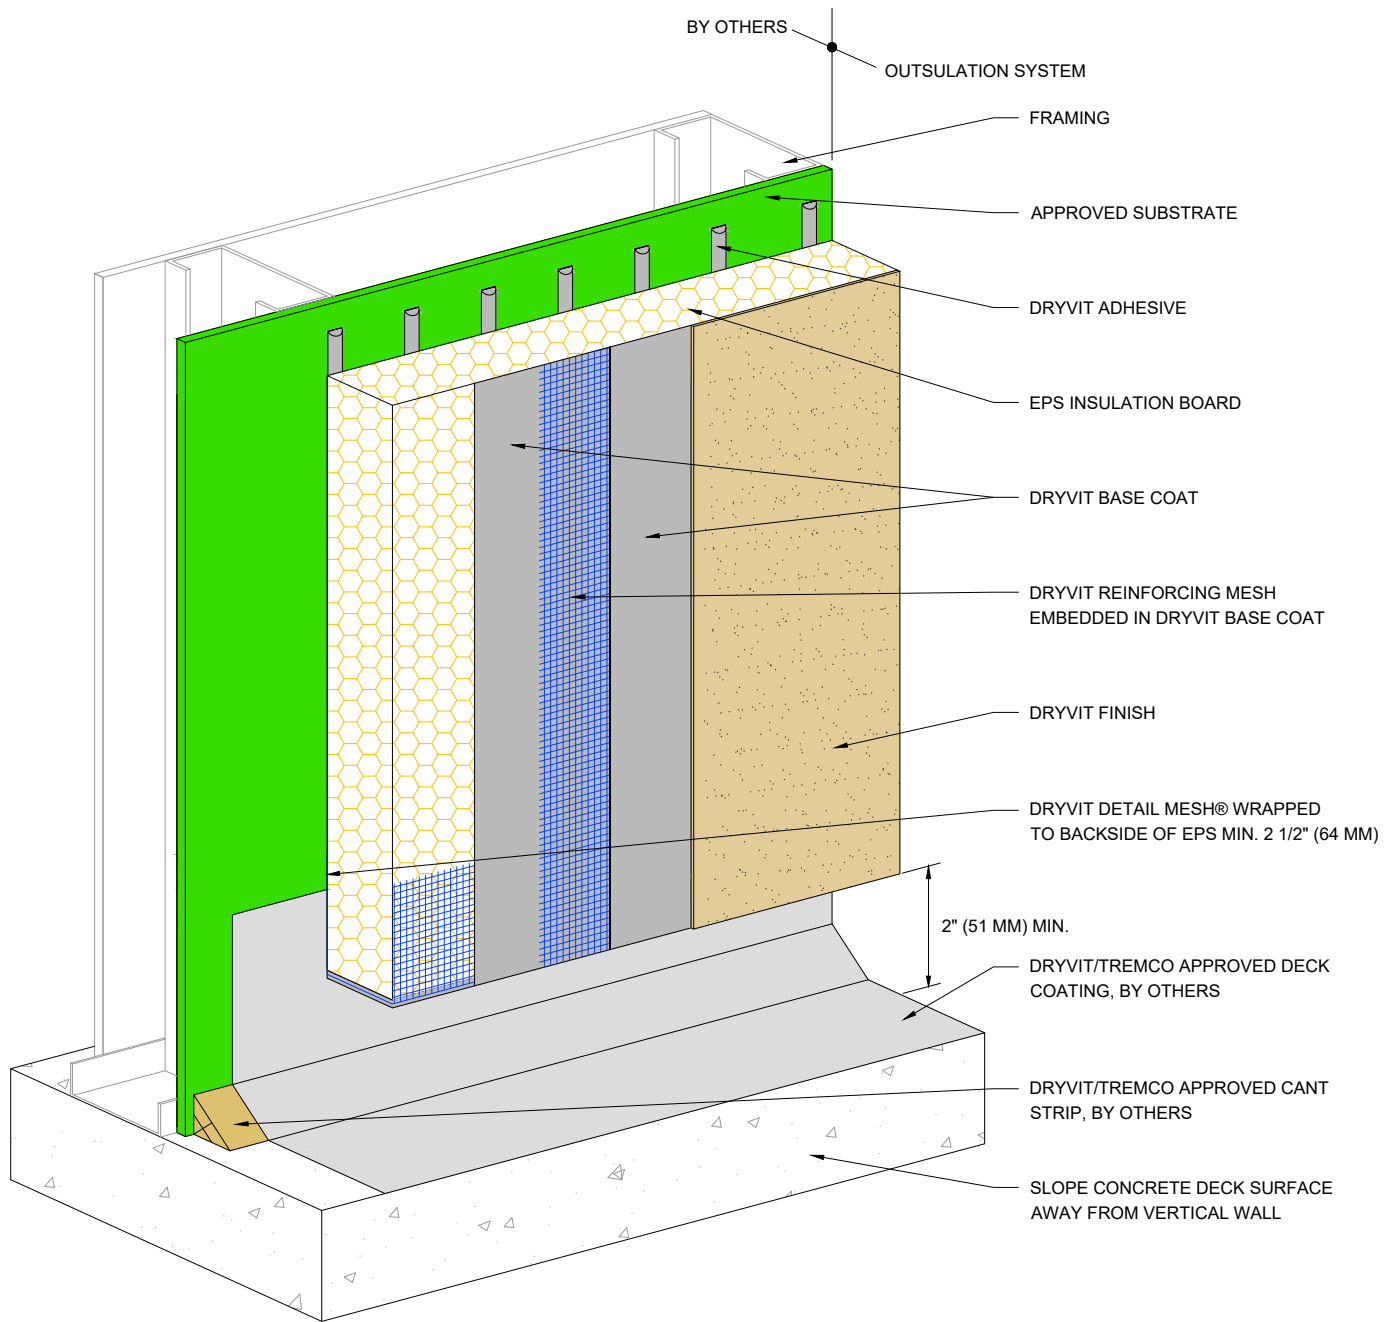 BY OTHERS
OUTSULATION SYSTEM
FRAMING
APPROVED SUBSTRATE
DRYVIT ADHESIVE
EPS INSULATION BOARD
DRYVIT BASE COAT
DRYVIT REINFORCING MESH
EMBEDDED IN DRYVIT BASE COAT
DRYVIT FINISH
DRYVIT DETAIL MESH® WRAPPED
TO BACKSIDE OF EPS MIN. 2 1/2" (64 MM)
2" (51 MM) MIN.
DRYVIT/TREMCO APPROVED DECK
COATING, BY OTHERS
DRYVIT/TREMCO APPROVED CANT
STRIP, BY OTHERS
SLOPE CONCRETE DECK SURFACE
AWAY FROM VERTICAL WALL